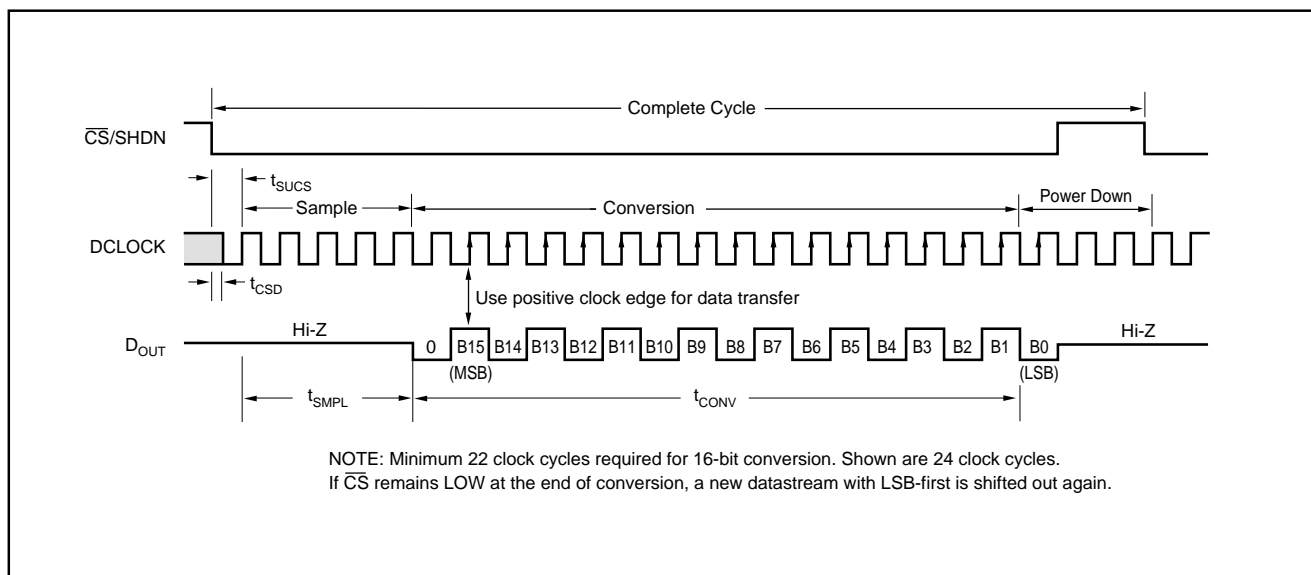 Complete Cycle
CS/SHDN
tSUCS
Sample
Conversion
Power Down
DCLOCK
tCSD
Use positive clock edge for data transfer
Hi-Z
Hi-Z
DOUT
0 B15 B14 B13 B12 B11 B10 B9 B8 B7 B6 B5 B4 B3 B2 B1 B0
(MSB)
(LSB)
tSMPL
tCONV
NOTE: Minimum 22 clock cycles required for 16-bit conversion. Shown are 24 clock cycles.
If CS remains LOW at the end of conversion, a new datastream with LSB-first is shifted out again.